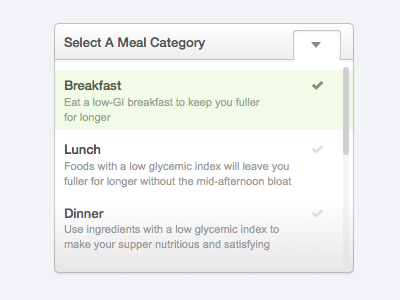 Select A Meal Category
Breakfast
Eat a low-GI breakfast to keep you fuller
for longer
Lunch
Foods with a low glycemic index will leave you
fuller for longer without the mid-afternoon bloat
Dinner
Use ingredients with a low glycemic index to
make your supper nutritious and satisfying